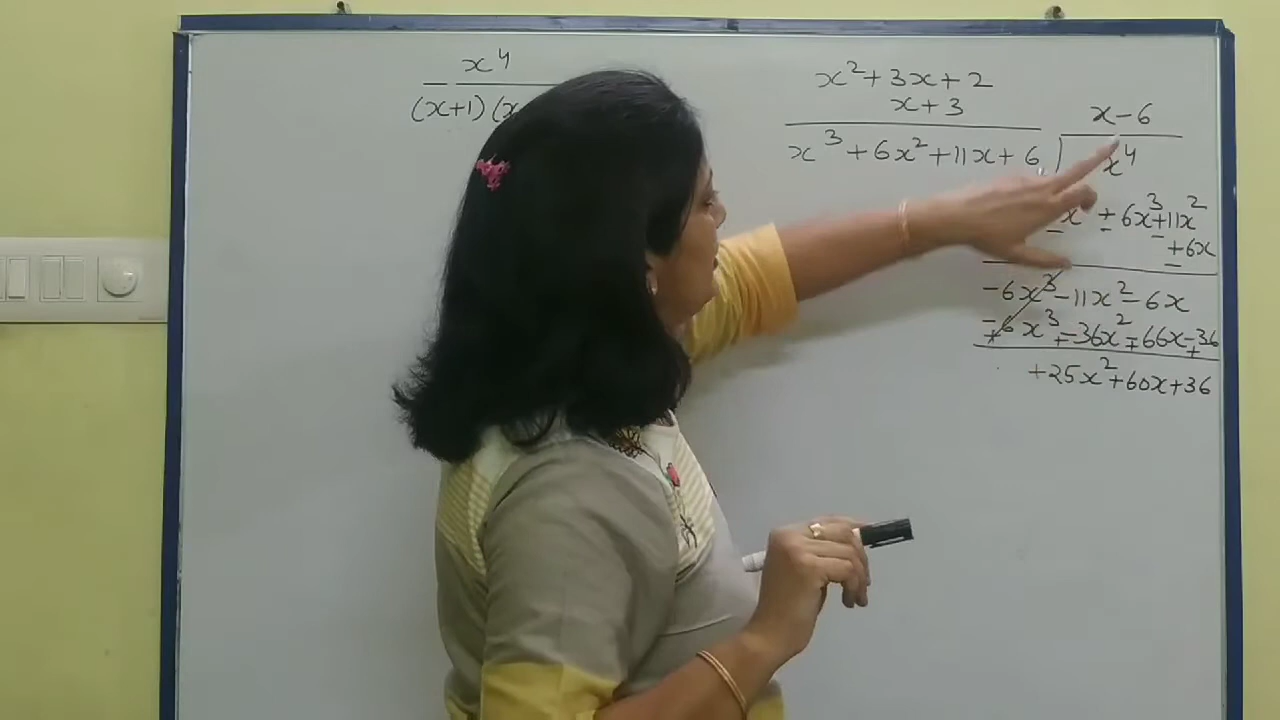 x⁴
(x+1)(x
x²+3x+2
x+3
x³+6x²+11x+6
x-6
x⁴
x +6x³+11x²
- - - +6x
-
-6x³-11x²-6x
-6x³-36x²-66x-36
+ + + +
+25x²+60x+36